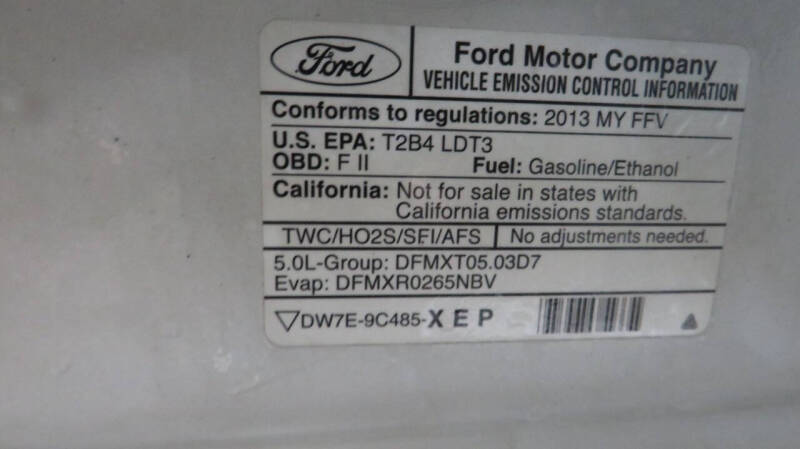 Ford
Ford Motor Company
VEHICLE EMISSION CONTROL INFORMATION
Conforms to regulations: 2013 MY FFV
U.S. EPA: T2B4 LDT3
OBD: F II Fuel: Gasoline/Ethanol
California: Not for sale in states with
California emissions standards.
TWC/HO2S/SFI/AFS No adjustments needed.
5.0L-Group: DFMXT05.03D7
Evap: DFMXR0265NBV
DW7E-9C485-XEP